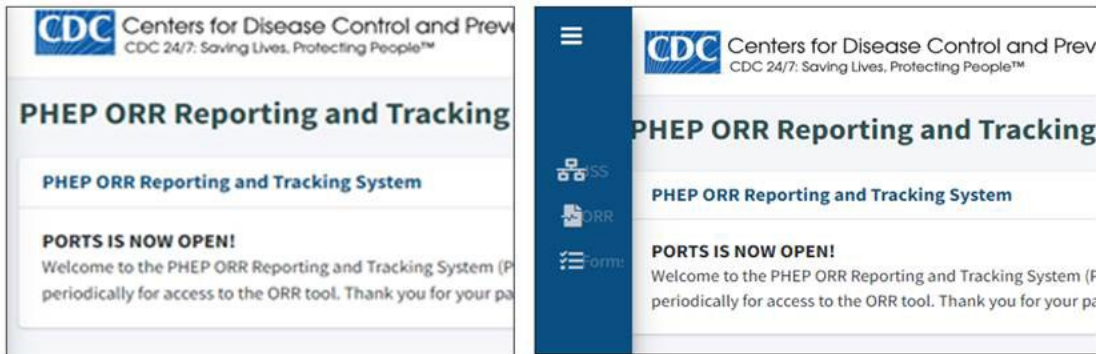 CDC Centers for Disease Control and Preve
CDC 24/7: Saving Lives, Protecting People™
PHEP ORR Reporting and Tracking
PHEP ORR Reporting and Tracking System
PORTS IS NOW OPEN!
Welcome to the PHEP ORR Reporting and Tracking System (P
periodically for access to the ORR tool. Thank you for your pa
CDC Centers for Disease Control and Prev
CDC 24/7: Saving Lives, Protecting People™
PHEP ORR Reporting and Tracking
ISS
ORR
Forms
PHEP ORR Reporting and Tracking System
PORTS IS NOW OPEN!
Welcome to the PHEP ORR Reporting and Tracking System (P
periodically for access to the ORR tool. Thank you for your pa